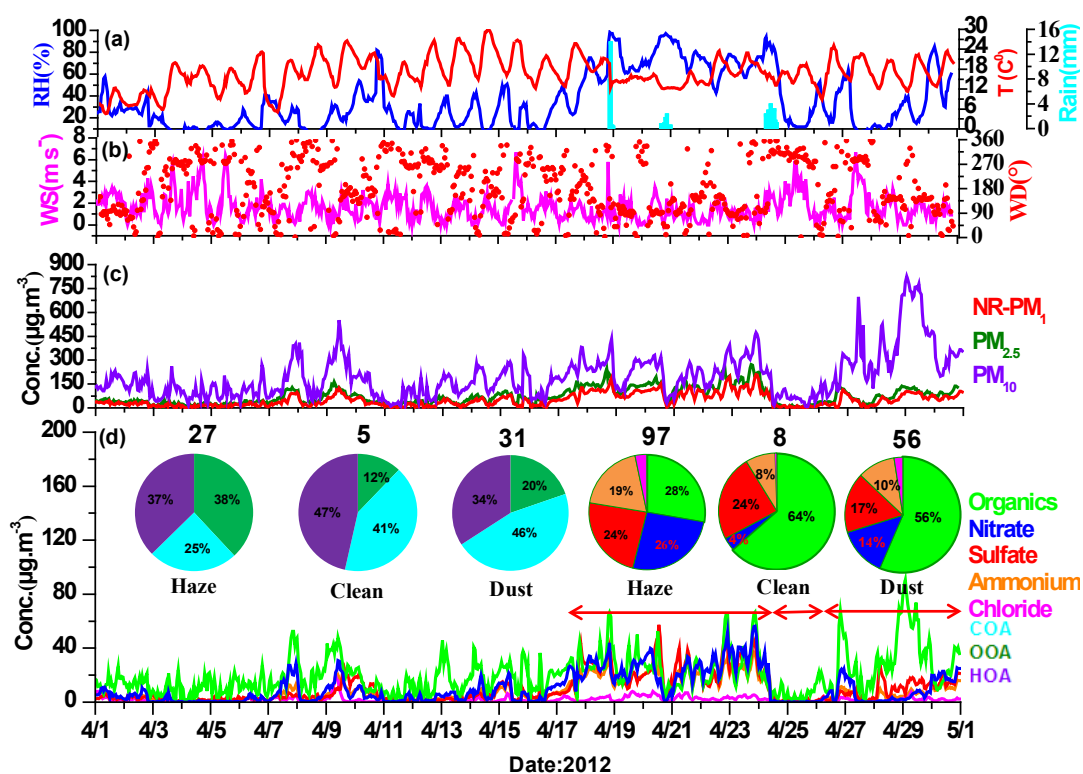 (a)
RH(%)
100
80
60
40
20
30
24
18
12
6
0
T (C⁰)
16
12
8
4
0
Rain(mm)
(b)
WS(m s⁻
8
6
4
2
0
360
270
180
90
0
WD(°)
(c)
Conc.(µg.m⁻³)
900
750
600
450
300
150
0
NR-PM₁
PM₂.₅
PM₁₀
(d)
Conc.(µg.m⁻³)
200
160
120
80
40
0
27 5 31 97 8 56
37% 38% 25%
47% 12% 41%
34% 20% 46%
19% 28% 24% 26%
8% 24% 64% 4%
10% 17% 56% 14%
Haze Clean Dust Haze Clean Dust
Organics
Nitrate
Sulfate
Ammonium
Chloride
COA
OOA
HOA
4/1 4/3 4/5 4/7 4/9 4/11 4/13 4/15 4/17 4/19 4/21 4/23 4/25 4/27 4/29 5/1
Date:2012